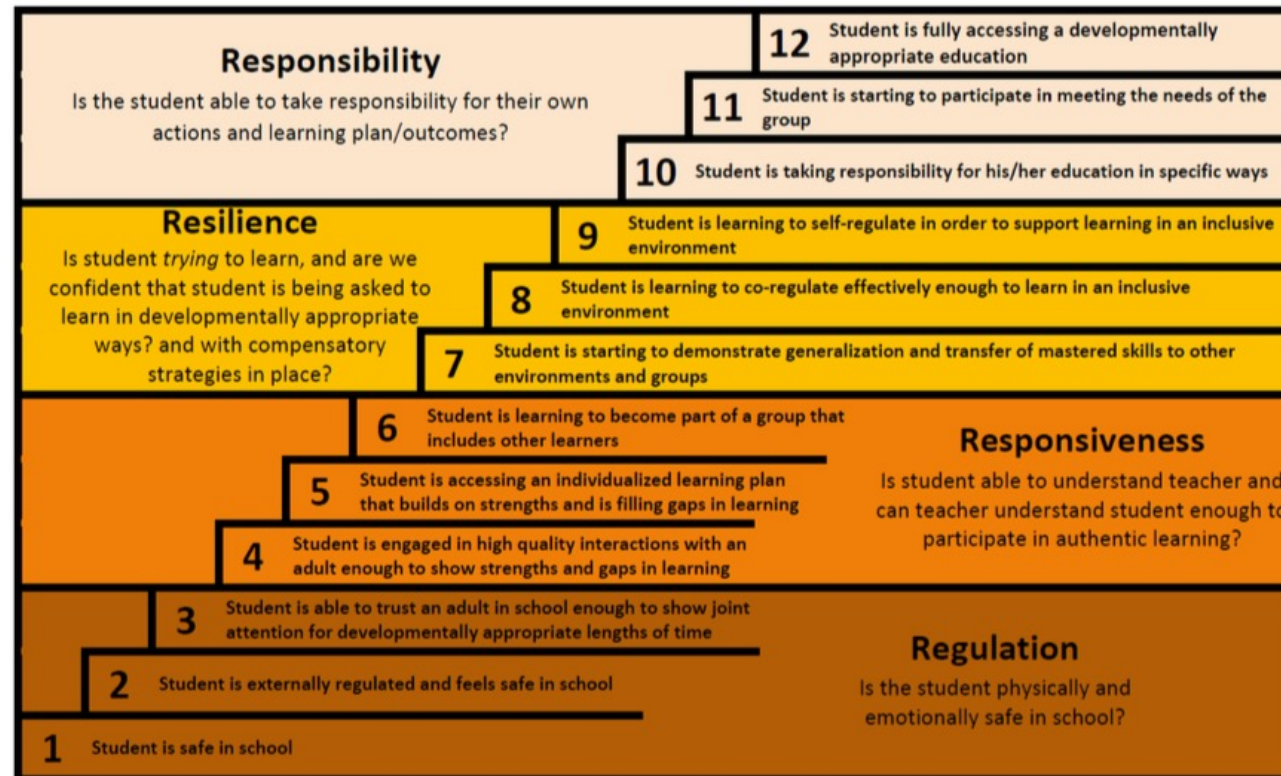 Responsibility
Is the student able to take responsibility for their own
actions and learning plan/outcomes?
12 Student is fully accessing a developmentally
appropriate education
11 Student is starting to participate in meeting the needs of the
group
10 Student is taking responsibility for his/her education in specific ways
Resilience
Is student trying to learn, and are we
confident that student is being asked to
learn in developmentally appropriate
ways? and with compensatory
strategies in place?
9 Student is learning to self-regulate in order to support learning in an inclusive
environment
8 Student is learning to co-regulate effectively enough to learn in an inclusive
environment
7 Student is starting to demonstrate generalization and transfer of mastered skills to other
environments and groups
6 Student is learning to become part of a group that
includes other learners
5 Student is accessing an individualized learning plan
that builds on strengths and is filling gaps in learning
4 Student is engaged in high quality interactions with an
adult enough to show strengths and gaps in learning
Responsiveness
Is student able to understand teacher and
can teacher understand student enough to
participate in authentic learning?
3 Student is able to trust an adult in school enough to show joint
attention for developmentally appropriate lengths of time
2 Student is externally regulated and feels safe in school
1 Student is safe in school
Regulation
Is the student physically and
emotionally safe in school?